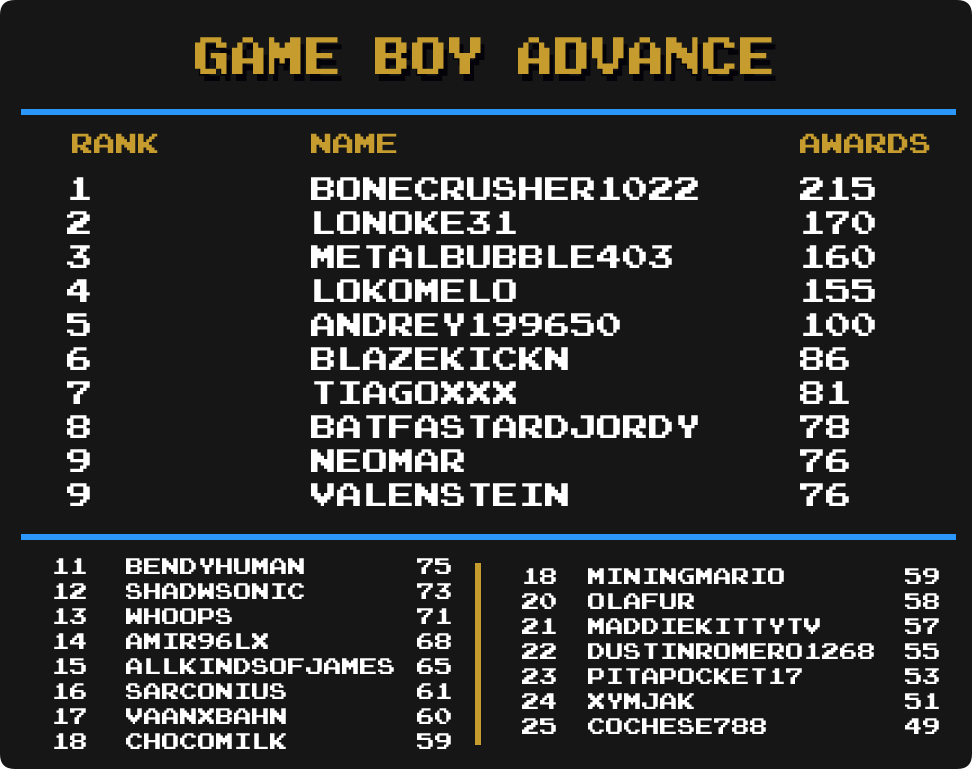 GAME BOY ADVANCE
RANK NAME AWARDS
1 BONECRUSHER1022 215
2 LONOKE31 170
3 METALBUBBLE403 160
4 LOKOMELO 155
5 ANDREY199650 100
6 BLAZEKICKN 86
7 TIAGOXXX 81
8 BATFASTARDJORDY 78
9 NEOMAR 76
9 VALENSTEIN 76
11 BENDYHUMAN 75
12 SHADWSONIC 73
13 WHOOPS 71
14 AMIR96LX 68
15 ALLKINDSOFJAMES 65
16 SARCONIUS 61
17 VAANXBAHN 60
18 CHOCOMILK 59
18 MININGMARIO 59
20 OLAFUR 58
21 MADDIEKITTYTV 57
22 DUSTINROMERO1268 55
23 PITAPOCKET17 53
24 XYMJAK 51
25 COCHESE788 49